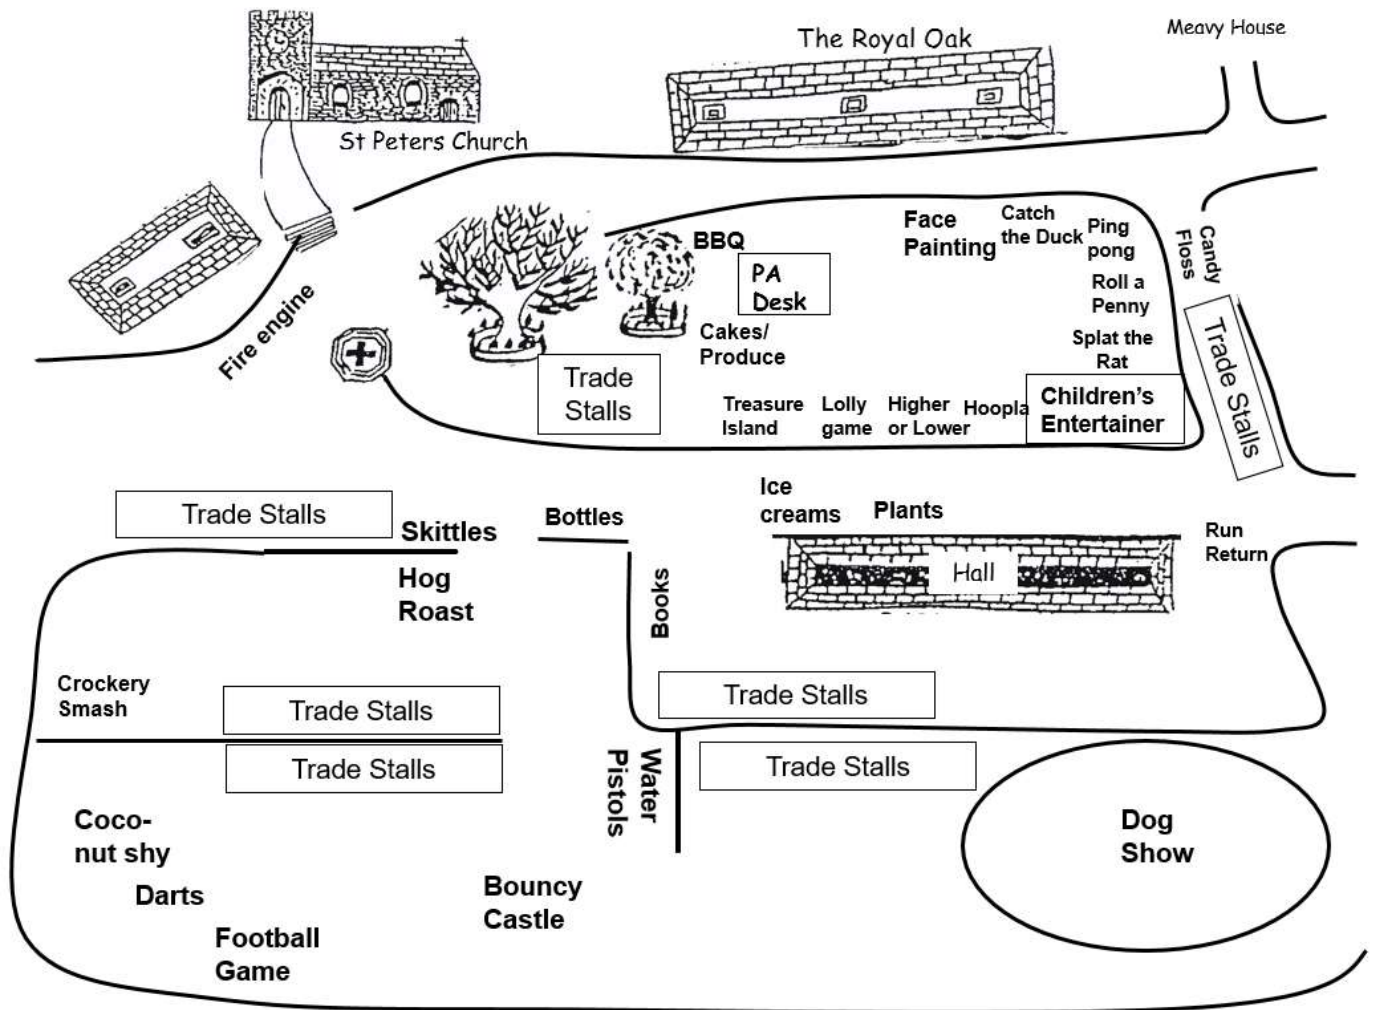 Meavy House
The Royal Oak
St Peters Church
Face
Painting
Catch
the Duck
Ping
pong
Candy
Floss
BBQ
PA
Desk
Roll a
Penny
Fire engine
Cakes/
Produce
Splat the
Rat
Trade Stalls
Trade
Stalls
Treasure
Island
Lolly
game
Higher
or Lower
Hoopla
Children's
Entertainer
Trade Stalls
Skittles
Bottles
Ice
creams
Plants
Run
Return
Hog
Roast
Books
Hall
Crockery
Smash
Trade Stalls
Trade Stalls
Trade Stalls
Water
Pistols
Trade Stalls
Coco-
nut shy
Dog
Show
Darts
Bouncy
Castle
Football
Game